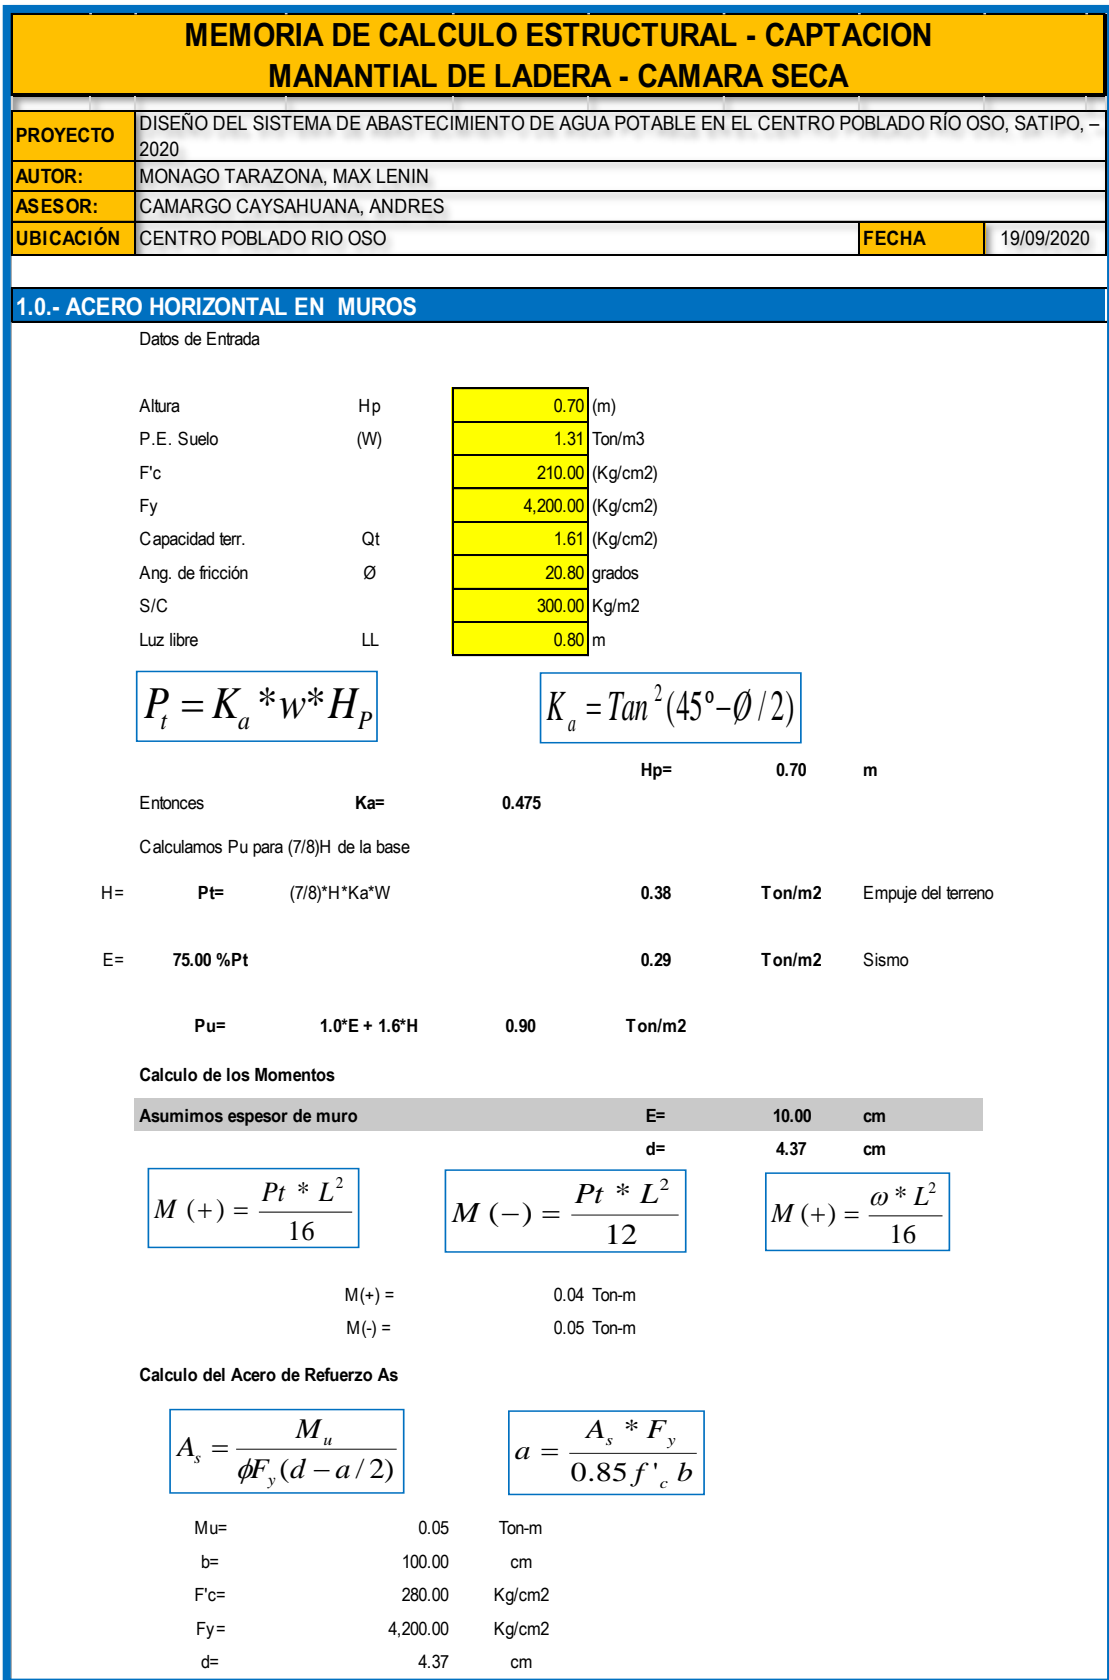 MEMORIA DE CALCULO ESTRUCTURAL - CAPTACION
MANANTIAL DE LADERA - CAMARA SECA
PROYECTO DISEÑO DEL SISTEMA DE ABASTECIMIENTO DE AGUA POTABLE EN EL CENTRO POBLADO RÍO OSO, SATIPO, –
2020
AUTOR: MONAGO TARAZONA, MAX LENIN
ASESOR: CAMARGO CAYSAHUANA, ANDRES
UBICACIÓN CENTRO POBLADO RIO OSO FECHA 19/09/2020
1.0.- ACERO HORIZONTAL EN MUROS
Datos de Entrada
Altura Hp 0.70 (m)
P.E. Suelo (W) 1.31 Ton/m3
F'c 210.00 (Kg/cm2)
Fy 4,200.00 (Kg/cm2)
Capacidad terr. Qt 1.61 (Kg/cm2)
Ang. de fricción Ø 20.80 grados
S/C 300.00 Kg/m2
Luz libre LL 0.80 m
P_t = K_a * w * H_P K_a = Tan^2(45º-Ø/2)
Hp= 0.70 m
Entonces Ka= 0.475
Calculamos Pu para (7/8)H de la base
H= Pt= (7/8)*H*Ka*W 0.38 Ton/m2 Empuje del terreno
E= 75.00 %Pt 0.29 Ton/m2 Sismo
Pu= 1.0*E + 1.6*H 0.90 Ton/m2
Calculo de los Momentos
Asumimos espesor de muro E= 10.00 cm
d= 4.37 cm
M (+) = Pt * L^2 / 16 M (−) = Pt * L^2 / 12 M (+) = ω * L^2 / 16
M(+) = 0.04 Ton-m
M(-) = 0.05 Ton-m
Calculo del Acero de Refuerzo As
A_s = M_u / ϕF_y(d − a/2) a = A_s * F_y / 0.85 f'_c b
Mu= 0.05 Ton-m
b= 100.00 cm
F'c= 280.00 Kg/cm2
Fy= 4,200.00 Kg/cm2
d= 4.37 cm